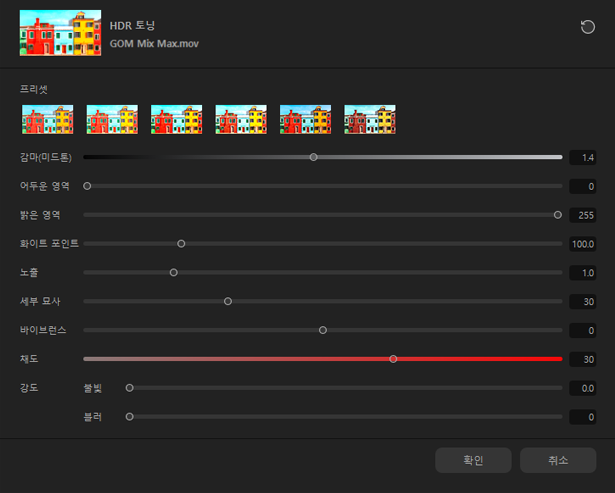 HDR 토닝
GOM Mix Max.mov
프리셋
감마(미드톤) 1.4
어두운 영역 0
밝은 영역 255
화이트 포인트 100.0
노출 1.0
세부 묘사 30
바이브런스 0
채도 30
강도 불빛 0.0
블러 0
확인 취소